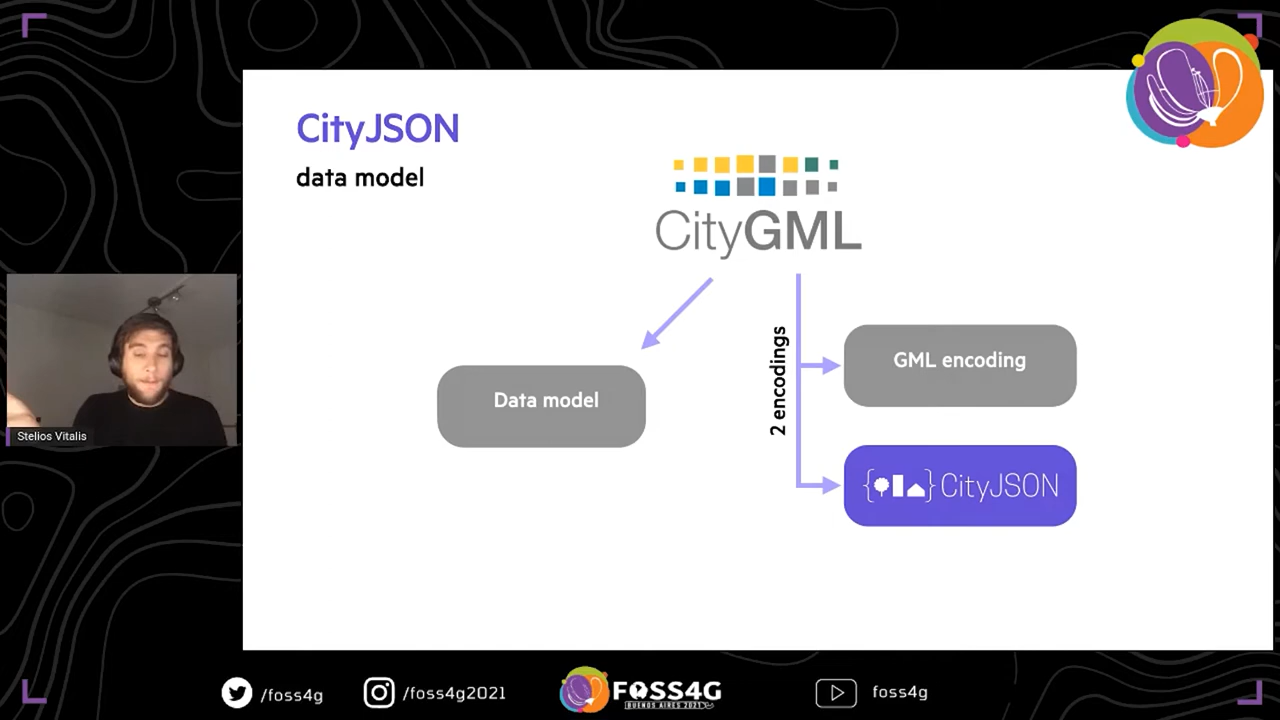 CityJSON
data model
CityGML
2 encodings
Data model
GML encoding
{ } CityJSON
Stelios Vitalis
/foss4g
/foss4g2021
FOSS4G
BUENOS AIRES 2021
foss4g